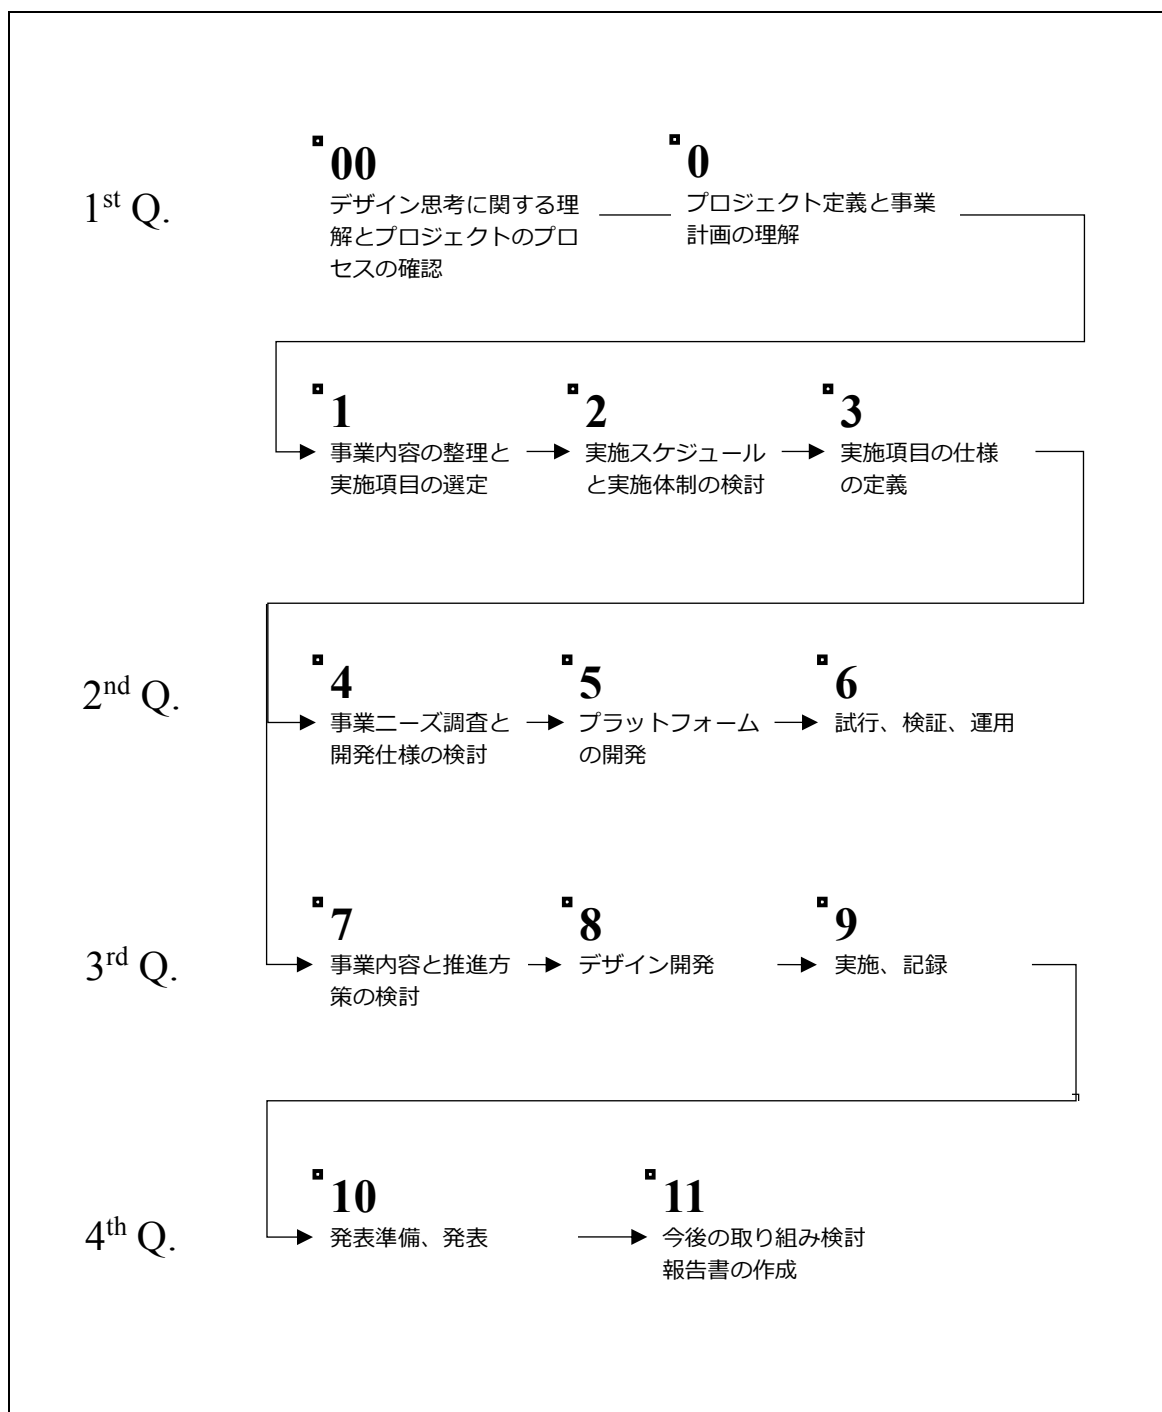 1st Q.
00
デザイン思考に関する理
解とプロジェクトのプロ
セスの確認
0
プロジェクト定義と事業
計画の理解
1
事業内容の整理と
実施項目の選定
2
実施スケジュール
と実施体制の検討
3
実施項目の仕様
の定義
2nd Q.
4
事業ニーズ調査と
開発仕様の検討
5
プラットフォーム
の開発
6
試行、検証、運用
3rd Q.
7
事業内容と推進方
策の検討
8
デザイン開発
9
実施、記録
4th Q.
10
発表準備、発表
11
今後の取り組み検討
報告書の作成